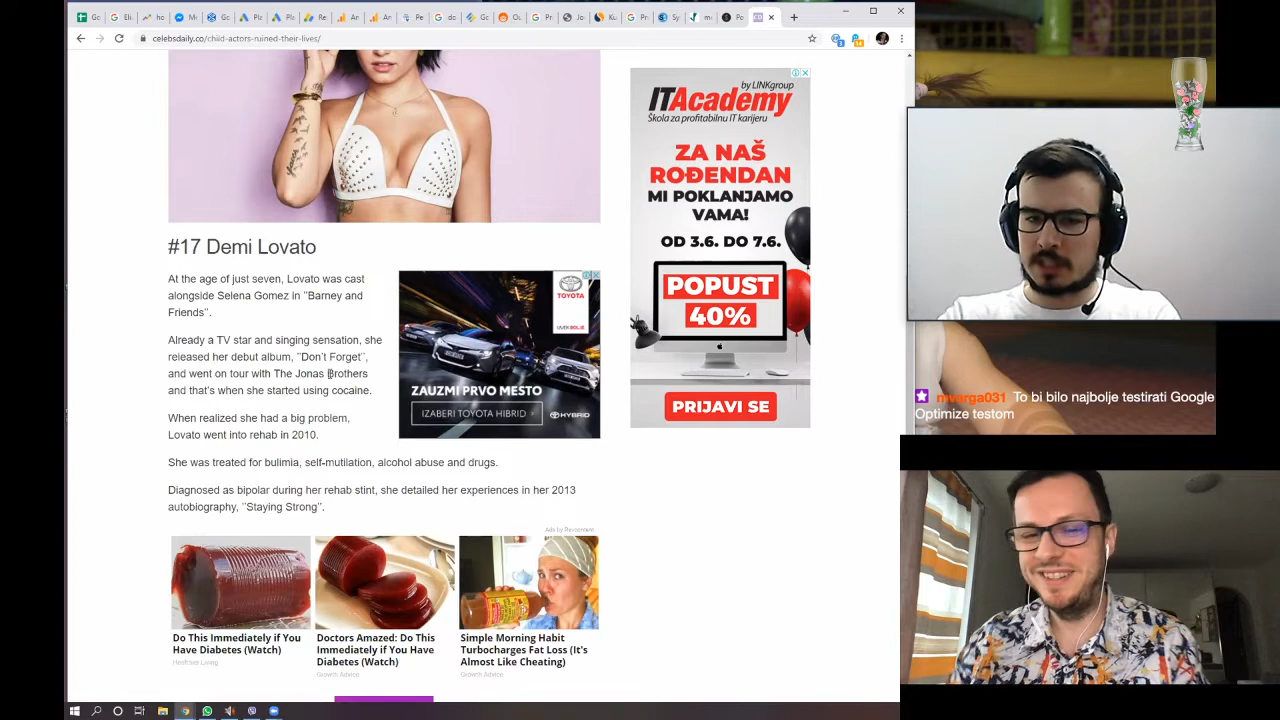 celebsdaily.co/child-actors-ruined-their-lives/
#17 Demi Lovato
At the age of just seven, Lovato was cast
alongside Selena Gomez in "Barney and
Friends".
Already a TV star and singing sensation, she
released her debut album, "Don't Forget",
and went on tour with The Jonas Brothers
and that's when she started using cocaine.
When realized she had a big problem,
Lovato went into rehab in 2010.
She was treated for bulimia, self-mutilation, alcohol abuse and drugs.
Diagnosed as bipolar during her rehab stint, she detailed her experiences in her 2013
autobiography, "Staying Strong".
TOYOTA
UVEK BOLJE
ZAUZMI PRVO MESTO
IZABERI TOYOTA HIBRID
HYBRID
Ads by Revcontent
Do This Immediately if You
Have Diabetes (Watch)
Doctors Amazed: Do This
Immediately if You Have
Diabetes (Watch)
Growth Advice
Simple Morning Habit
Turbocharges Fat Loss (It's
Almost Like Cheating)
Growth Advice
by LINKgroup
ITAcademy
Škola za profitabilnu IT karijeru
ZA NAŠ
ROĐENDAN
MI POKLANJAMO
VAMA!
OD 3.6. DO 7.6.
POPUST
40%
PRIJAVI SE
mvarga031 To bi bilo najbolje testirati Google
Optimize testom